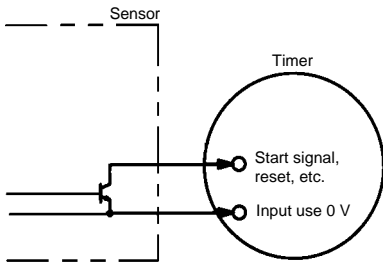 Sensor
Timer
Start signal,
reset, etc.
Input use 0 V